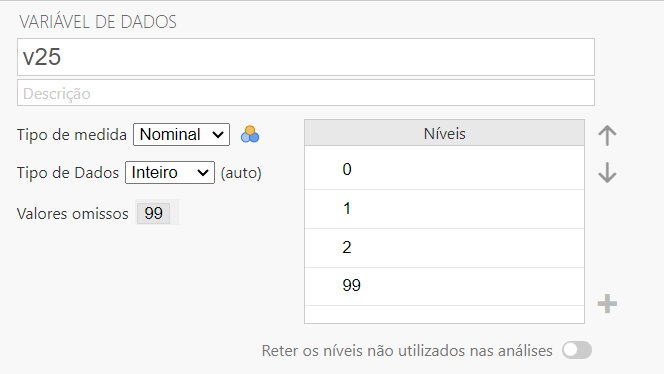 VARIÁVEL DE DADOS
v25
Descrição
Tipo de medida Nominal
Tipo de Dados Inteiro (auto)
Valores omissos 99
Níveis
0
1
2
99
Reter os níveis não utilizados nas análises